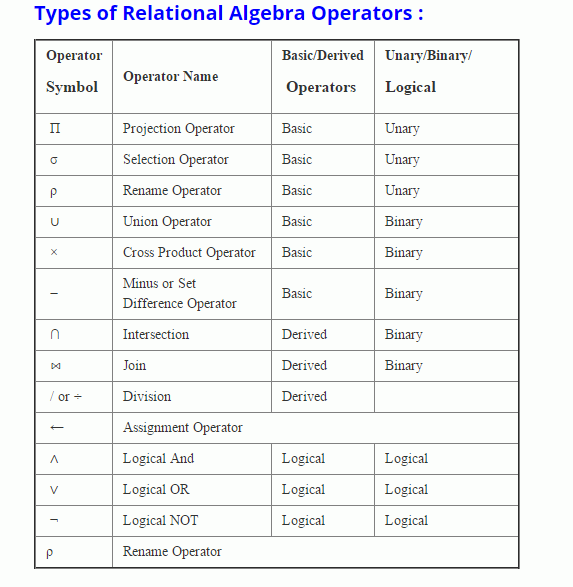 Types of Relational Algebra Operators :
Operator Symbol Operator Name Basic/Derived Operators Unary/Binary/ Logical
Π Projection Operator Basic Unary
σ Selection Operator Basic Unary
ρ Rename Operator Basic Unary
∪ Union Operator Basic Binary
× Cross Product Operator Basic Binary
− Minus or Set Difference Operator Basic Binary
∩ Intersection Derived Binary
⋈ Join Derived Binary
/ or ÷ Division Derived
← Assignment Operator
∧ Logical And Logical Logical
∨ Logical OR Logical Logical
¬ Logical NOT Logical Logical
ρ Rename Operator